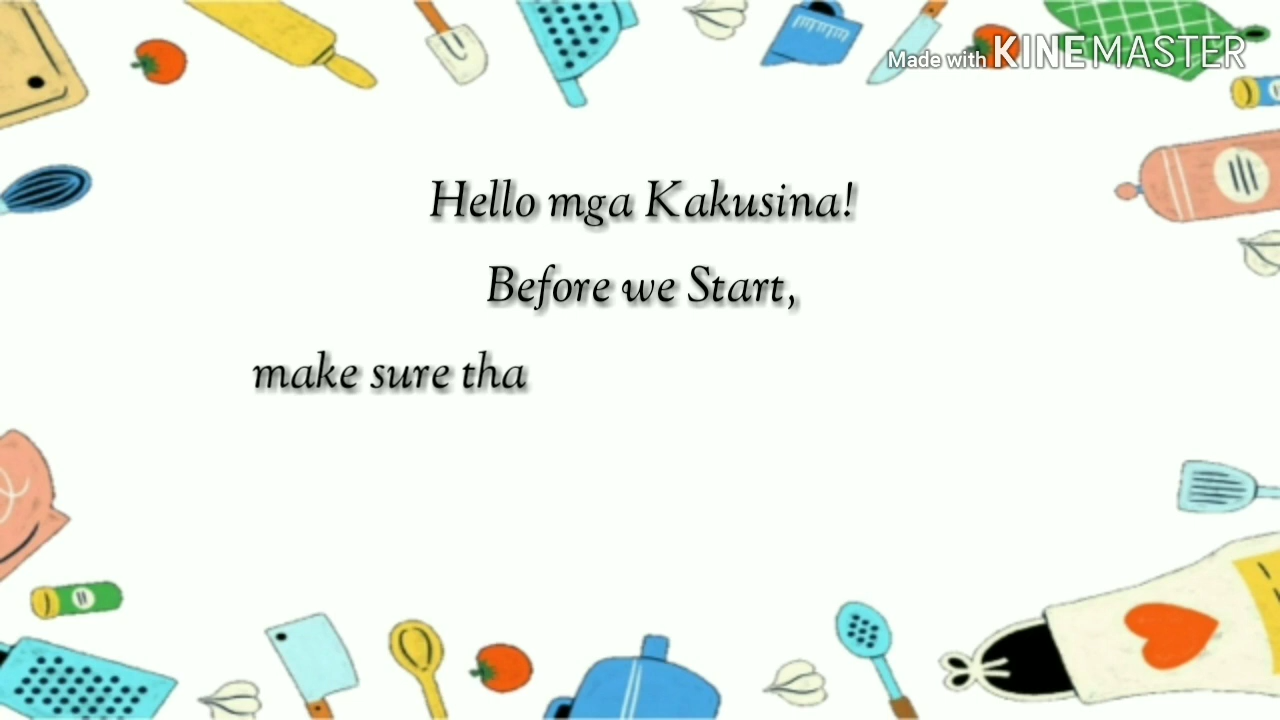 Made with KINEMASTER
Hello mga Kakusina!
Before we Start,
make sure tha